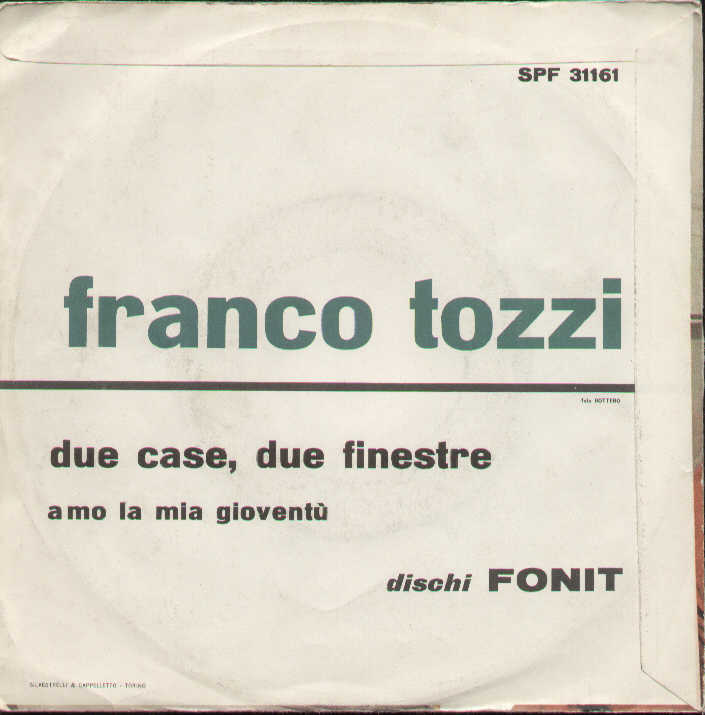 SPF 31161
franco tozzi
foto BOTTERO
due case, due finestre
amo la mia gioventù
dischi FONIT
SILVESTRELLI & CAPPELLETTO - TORINO